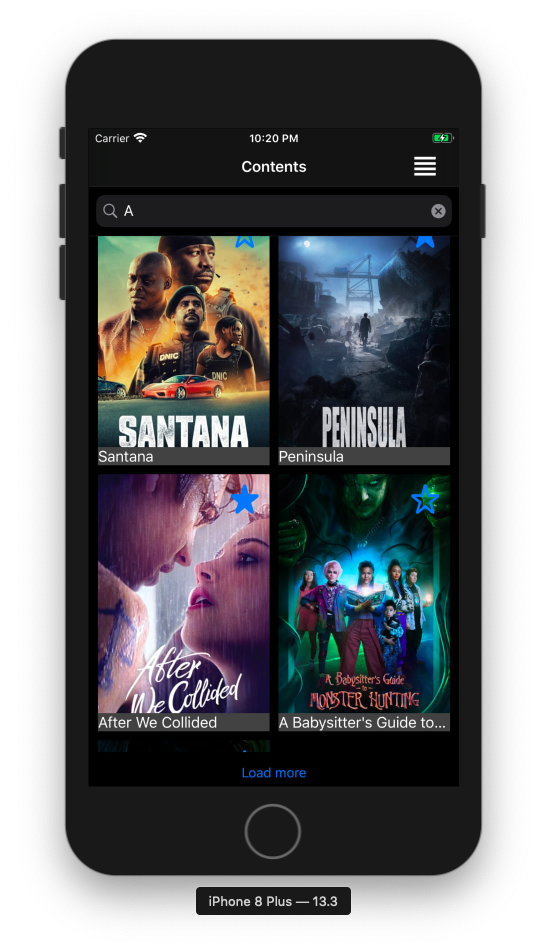 Carrier 10:20 PM
Contents
A
DNIC
DNIC
SANTANA
PENINSULA
Santana
Peninsula
After
We Collided
A Babysitter's Guide
to
MONSTER HUNTING
After We Collided
A Babysitter's Guide to...
Load more
iPhone 8 Plus — 13.3